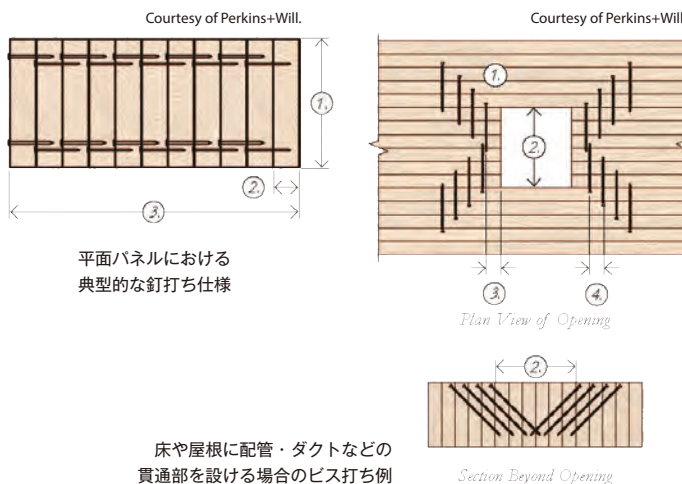 Courtesy of Perkins+Will.
1.
2.
3.
平面パネルにおける
典型的な釘打ち仕様
Courtesy of Perkins+Will
1.
2.
3.
4.
Plan View of Opening
2.
床や屋根に配管・ダクトなどの
貫通部を設ける場合のビス打ち例
Section Beyond Opening